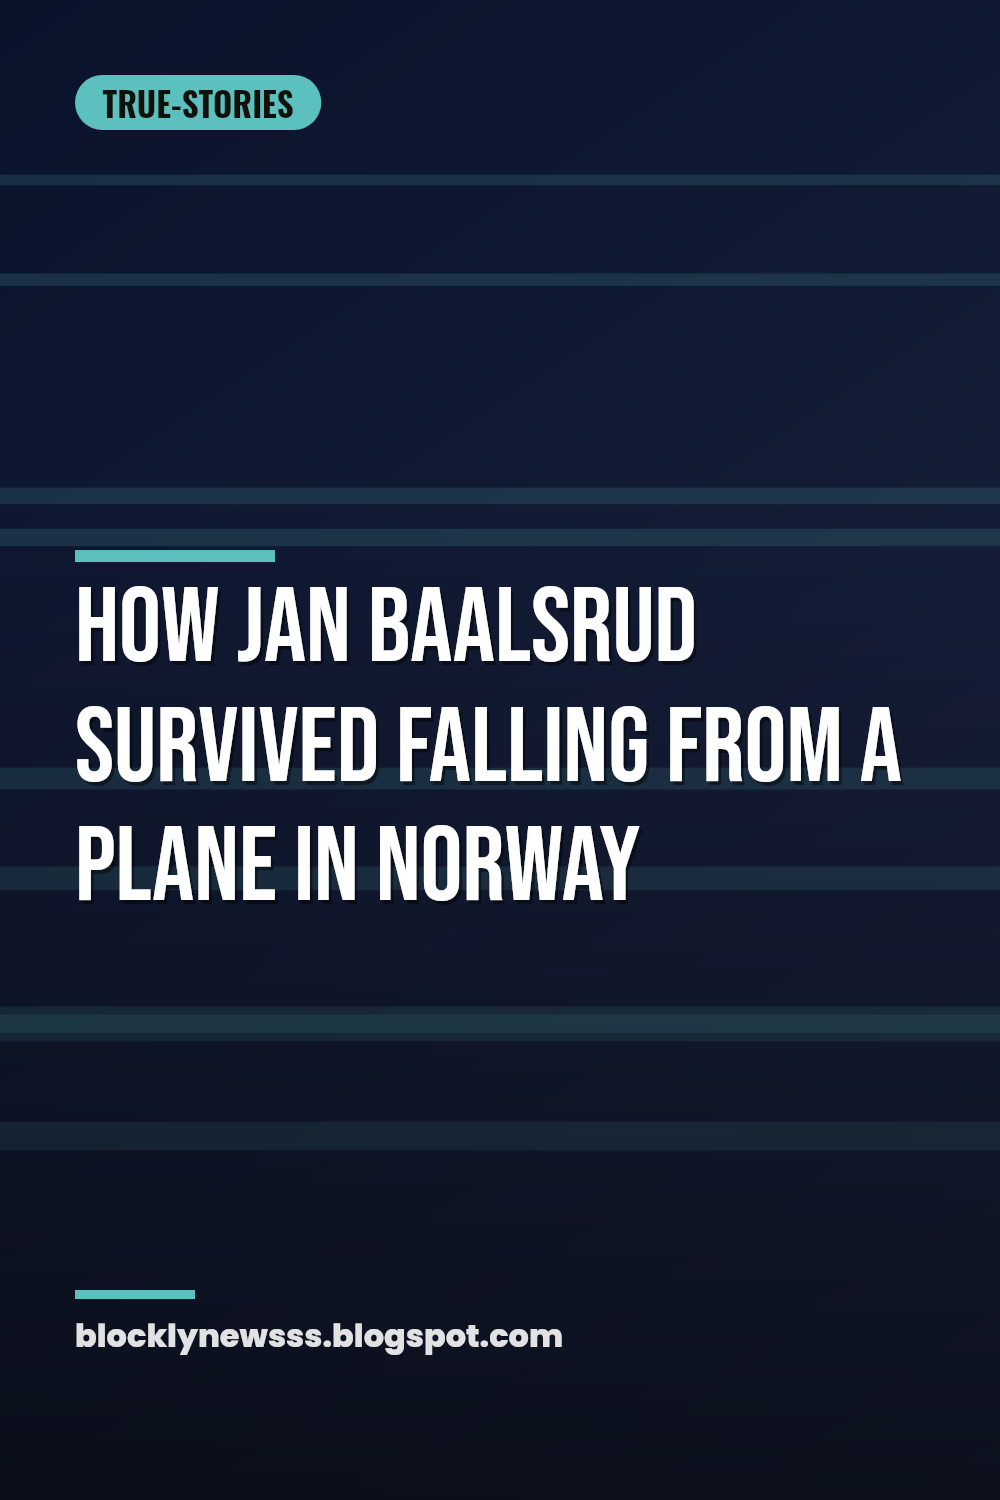 TRUE-STORIES
HOW JAN BAALSRUD
SURVIVED FALLING FROM A
PLANE IN NORWAY
blocklynewsss.blogspot.com